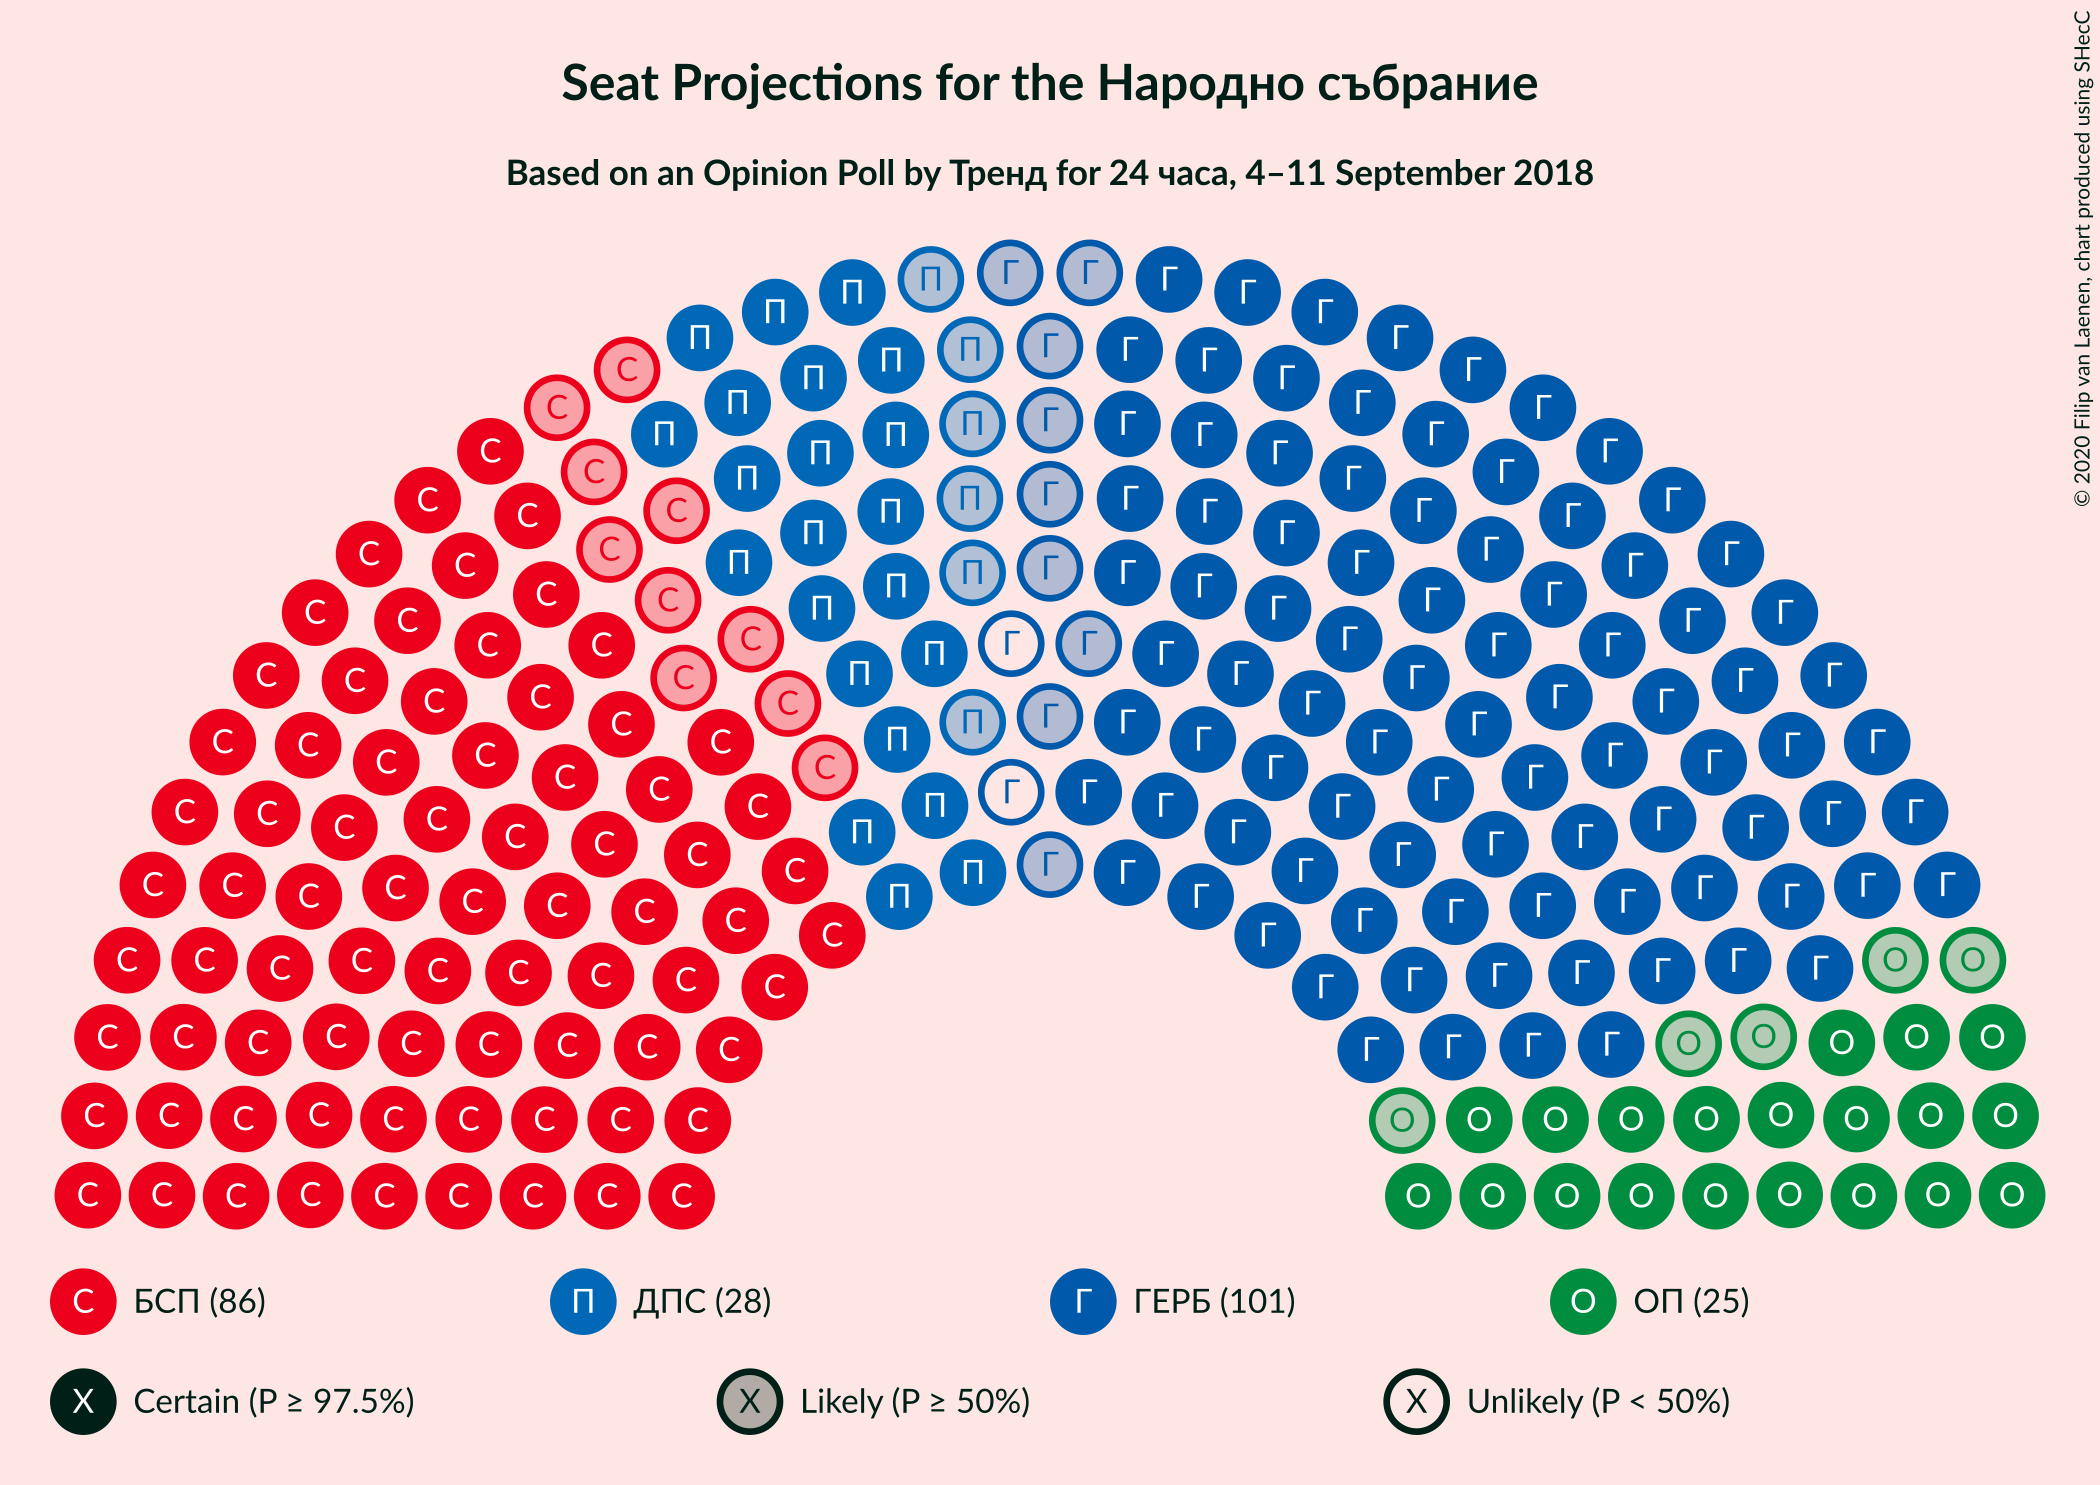 Seat Projections for the Народно събрание
Based on an Opinion Poll by Тренд for 24 часа, 4–11 September 2018
© 2020 Filip van Laenen, chart produced using SHecC
С БСП (86)
П ДПС (28)
Г ГЕРБ (101)
О ОП (25)
X Certain (P ≥ 97.5%)
X Likely (P ≥ 50%)
X Unlikely (P < 50%)